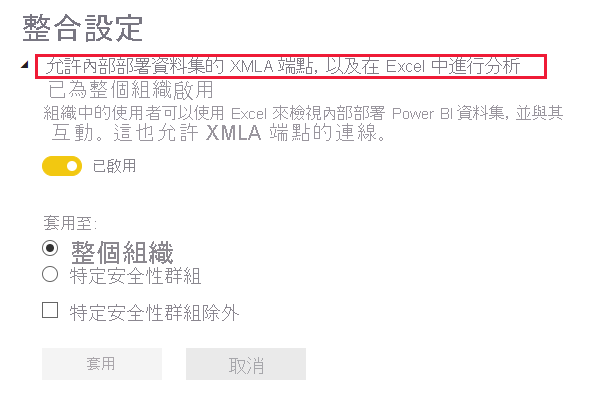 整合設定
允許內部部署資料集的 XMLA 端點, 以及在 Excel 中進行分析
已為整個組織啟用
組織中的使用者可以使用 Excel 來檢視內部部署 Power BI 資料集, 並與其
互動。這也允許 XMLA 端點的連線。
已啟用
套用至:
整個組織
特定安全性群組
特定安全性群組除外
套用
取消